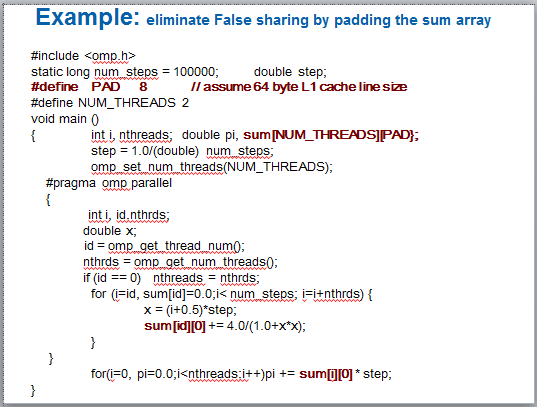 Example: eliminate False sharing by padding the sum array
#include <omp.h>
static long num_steps = 100000; double step;
#define PAD 8 // assume 64 byte L1 cache line size
#define NUM_THREADS 2
void main ()
{ int i, nthreads; double pi, sum[NUM_THREADS][PAD};
step = 1.0/(double) num_steps;
omp_set_num_threads(NUM_THREADS);
#pragma omp parallel
{
int i, id.nthrds;
double x;
id = omp_get_thread_num();
nthrds = omp_get_num_threads();
if (id == 0) nthreads = nthrds;
for (i=id, sum[id]=0.0;i< num_steps; i=i+nthrds) {
x = (i+0.5)*step;
sum[id][0] += 4.0/(1.0+x*x);
}
}
for(i=0, pi=0.0;i<nthreads;i++)pi += sum[i][0] * step;
}